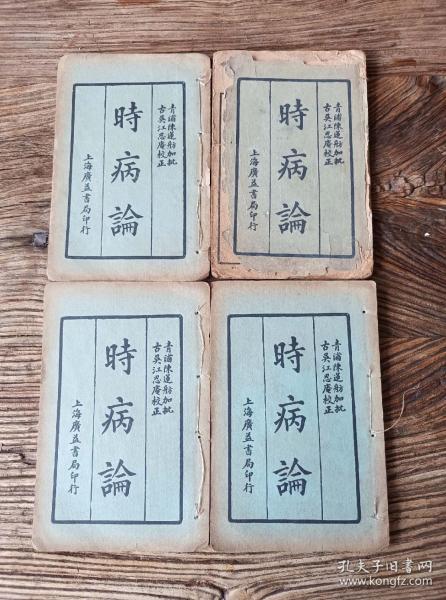 青浦陳蓮舫加批
古吳江忍庵校正
時病論
上海廣益書局印行
青浦陳蓮舫加批
古吳江忍庵校正
時病論
上海廣益書局印行
青浦陳蓮舫加批
古吳江忍庵校正
時病論
上海廣益書局印行
青浦陳蓮舫加批
古吳江忍庵校正
時病論
上海廣益書局印行
孔夫子旧书网
www.kongfz.com